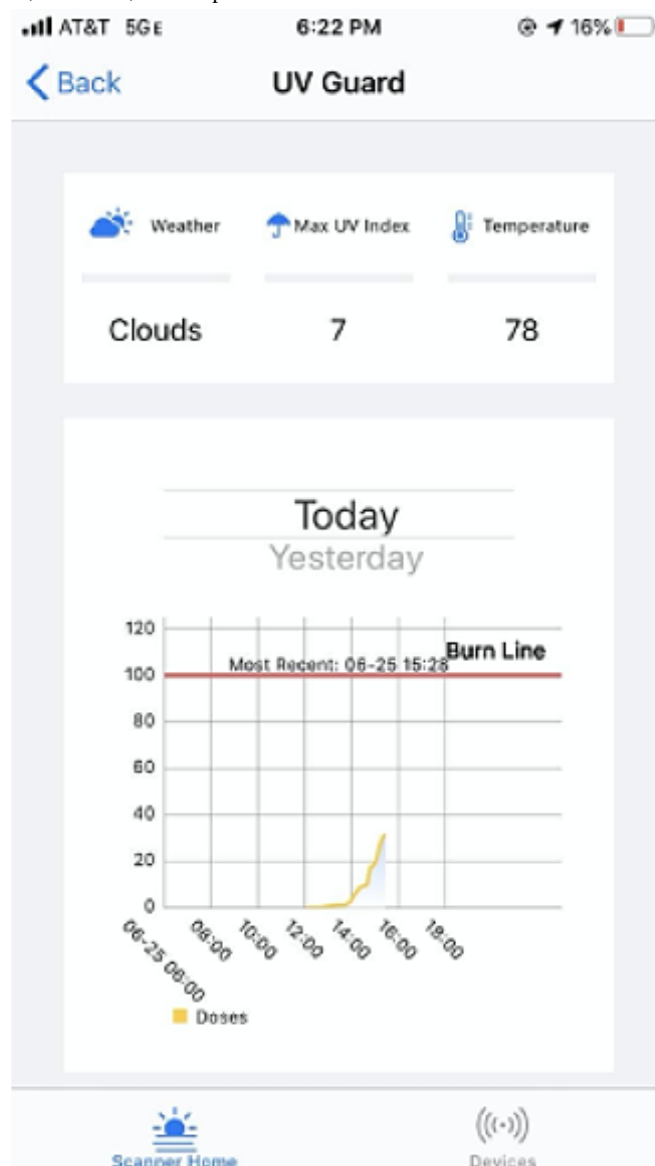 AT&T 5GE 6:22 PM 16%
Back UV Guard
Weather Max UV Index Temperature
Clouds 7 78
Today
Yesterday
120
Burn Line
Most Recent: 06-25 15:28
100
80
60
40
20
0
06-25 06:00 08:00 10:00 12:00 14:00 16:00 18:00
Doses
Scanner Home Devices